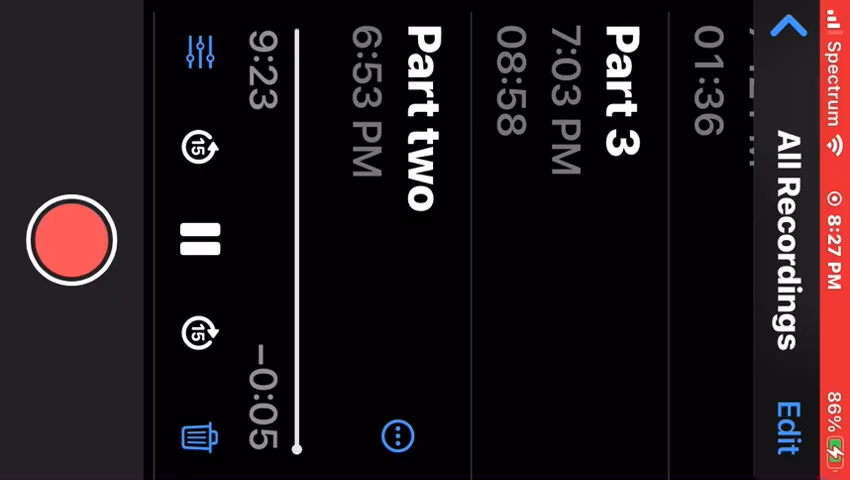 Spectrum 8:27 PM 86%
All Recordings Edit
01:36
Part 3
7:03 PM
08:58
Part two
6:53 PM
9:23 –0:05
15 15